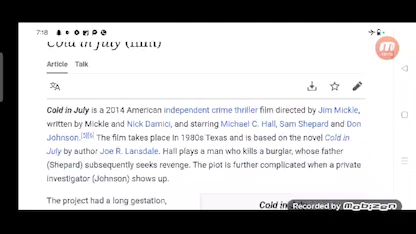 7:18
Cold in July (film)
Article Talk
Cold in July is a 2014 American independent crime thriller film directed by Jim Mickle,
written by Mickle and Nick Damici, and starring Michael C. Hall, Sam Shepard and Don
Johnson.[5][6] The film takes place in 1980s Texas and is based on the novel Cold in
July by author Joe R. Lansdale. Hall plays a man who kills a burglar, whose father
(Shepard) subsequently seeks revenge. The plot is further complicated when a private
investigator (Johnson) shows up.
The project had a long gestation,
Cold in
Recorded by mobizen